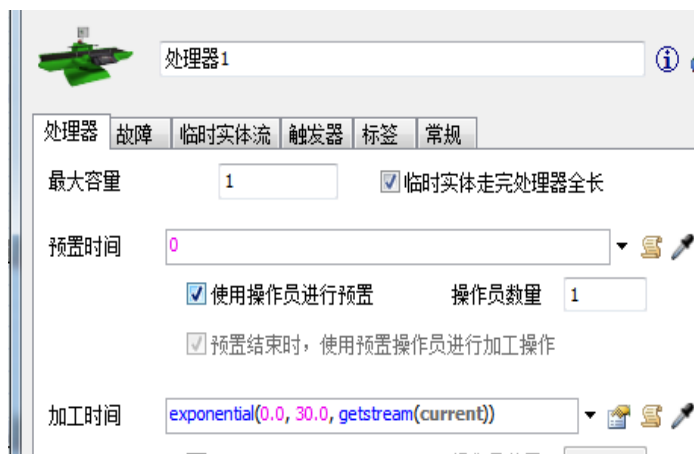 处理器1
处理器 故障 临时实体流 触发器 标签 常规
最大容量 1 临时实体走完处理器全长
预置时间 0
使用操作员进行预置 操作员数量 1
预置结束时，使用预置操作员进行加工操作
加工时间 exponential(0.0, 30.0, getstream(current))